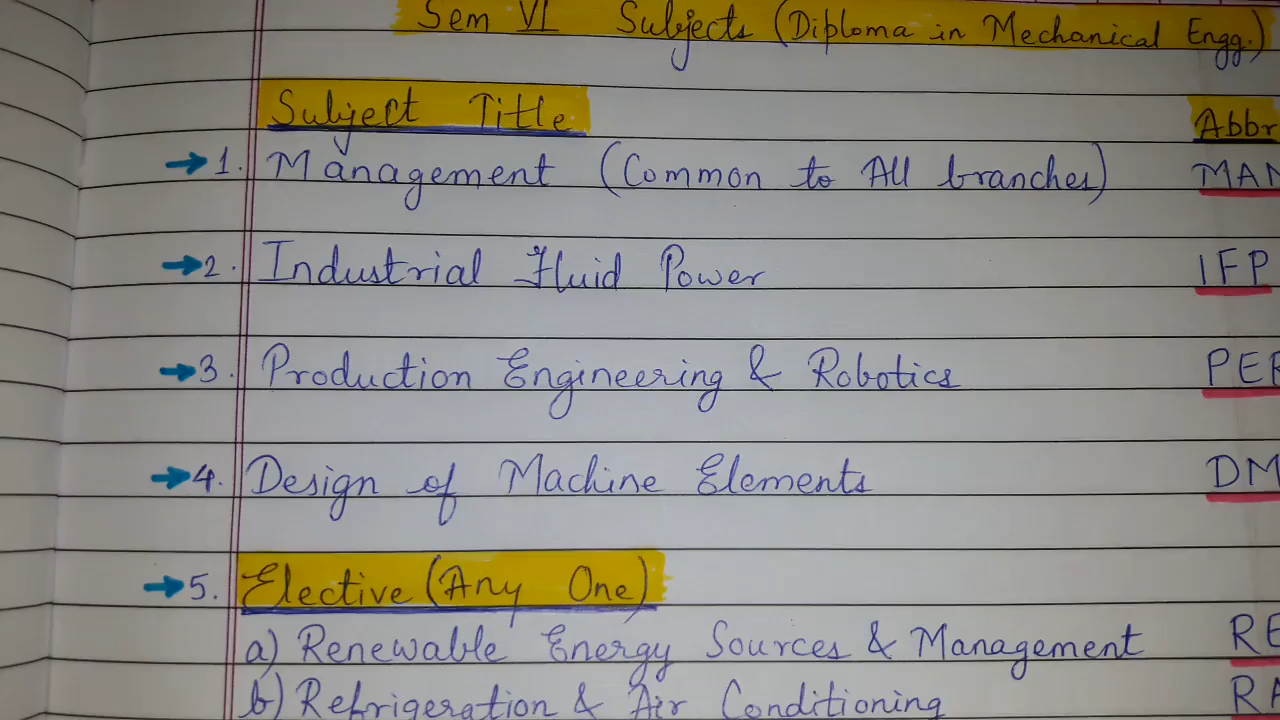 Sem VI Subjects (Diploma in Mechanical Engg.)
Subject Title Abbr
1. Management (Common to All branches) MAN
2. Industrial Fluid Power IFP
3. Production Engineering & Robotics PER
4. Design of Machine Elements DM
5. Elective (Any One)
a) Renewable Energy Sources & Management RE
b) Refrigeration & Air Conditioning RA